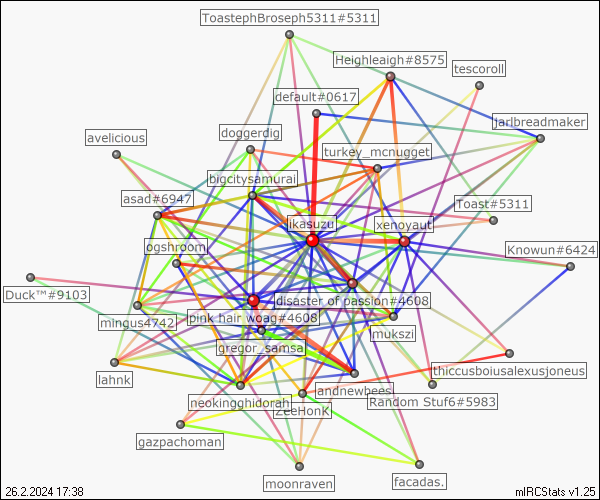 ToastephBroseph5311#5311
Heighleaigh#8575
tescoroll
default#0617
jarlbreadmaker
doggerdig
avelicious
turkey_mcnugget
bigcitysamurai
asad#6947
Toast#5311
ikasuzu
xenoyaut
ogshroom
Knowun#6424
Duck™#9103
disaster of passion#4608
pink hair woag#4608
mingus4742
mukszi
gregor_samsa
lahnk
thiccusboiusalexusjoneus
landnewbees
neokingghidorah
Random Stuf6#5983
ZeeHonK
gazpachoman
moonraven
facadas.
26.2.2024 17:38
mIRCStats v1.25